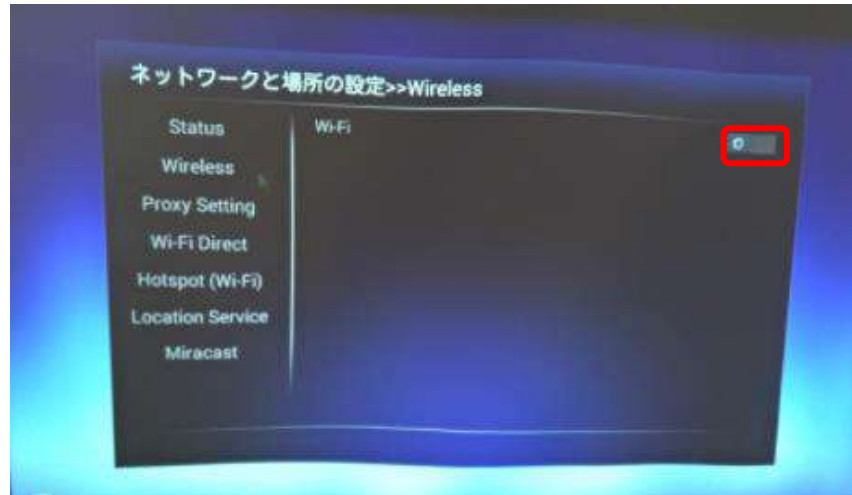 ネットワークと場所の設定>>Wireless
Status
Wi-Fi
Wireless
Proxy Setting
Wi-Fi Direct
Hotspot (Wi-Fi)
Location Service
Miracast